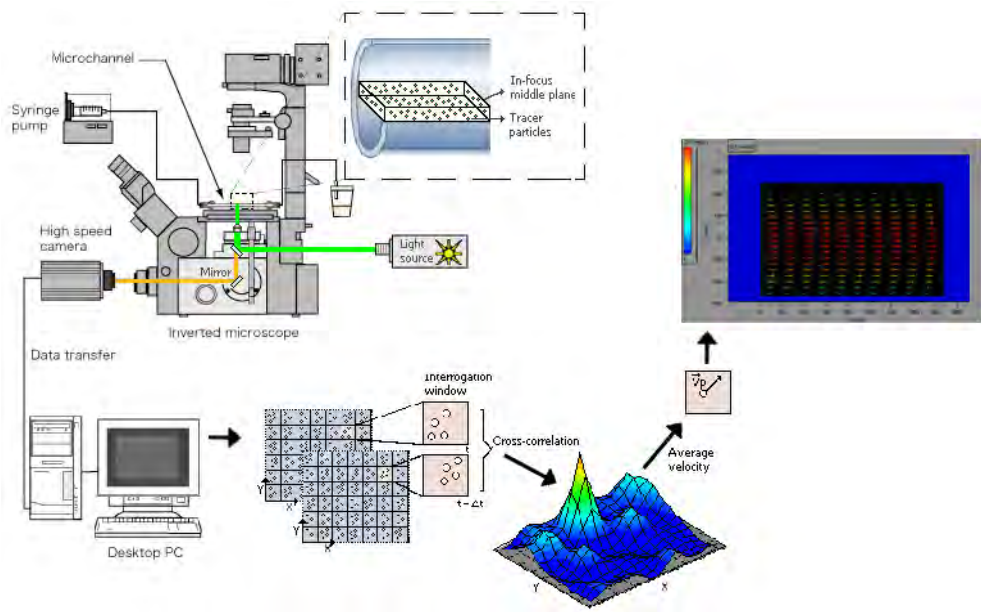 Microchannel
Syringe
pump
In-focus
middle plane
Tracer
particles
High speed
camera
Light
source
Mirror
Inverted microscope
Data transfer
Interrogation
window
t
Cross-correlation
Y
X
Y
X
Desktop PC
Average
velocity
Vp
Y
X